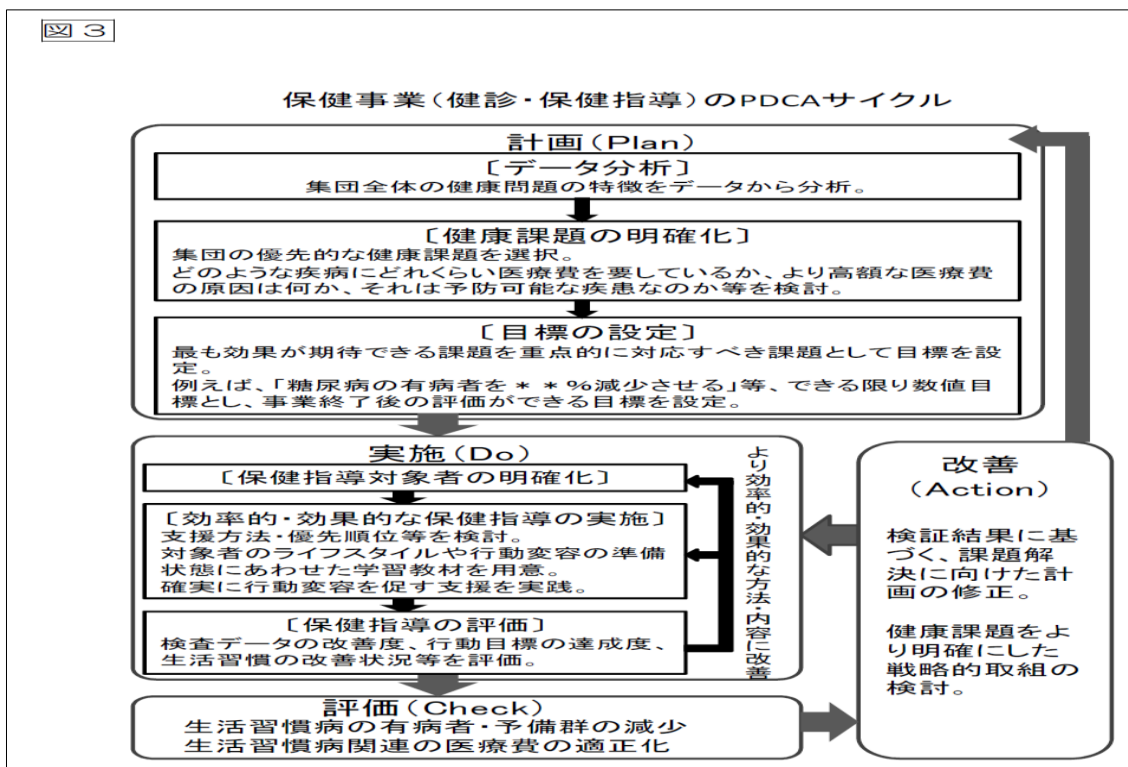 図3
保健事業(健診・保健指導)のPDCAサイクル
計画(Plan)
〔データ分析〕
集団全体の健康問題の特徴をデータから分析。
〔健康課題の明確化〕
集団の優先的な健康課題を選択。
どのような疾病にどれくらい医療費を要しているか、より高額な医療費
の原因は何か、それは予防可能な疾患なのか等を検討。
〔目標の設定〕
最も効果が期待できる課題を重点的に対応すべき課題として目標を設
定。
例えば、「糖尿病の有病者を**%減少させる」等、できる限り数値目
標とし、事業終了後の評価ができる目標を設定。
実施(Do)
〔保健指導対象者の明確化〕
〔効率的・効果的な保健指導の実施〕
支援方法・優先順位等を検討。
対象者のライフスタイルや行動変容の準備
状態にあわせた学習教材を用意。
確実に行動変容を促す支援を実践。
〔保健指導の評価〕
検査データの改善度、行動目標の達成度、
生活習慣の改善状況等を評価。
より効率的・効果的な方法・内容に改善
評価(Check)
生活習慣病の有病者・予備群の減少
生活習慣病関連の医療費の適正化
改善
(Action)
検証結果に基
づく、課題解
決に向けた計
画の修正。
健康課題をよ
り明確にした
戦略的取組の
検討。